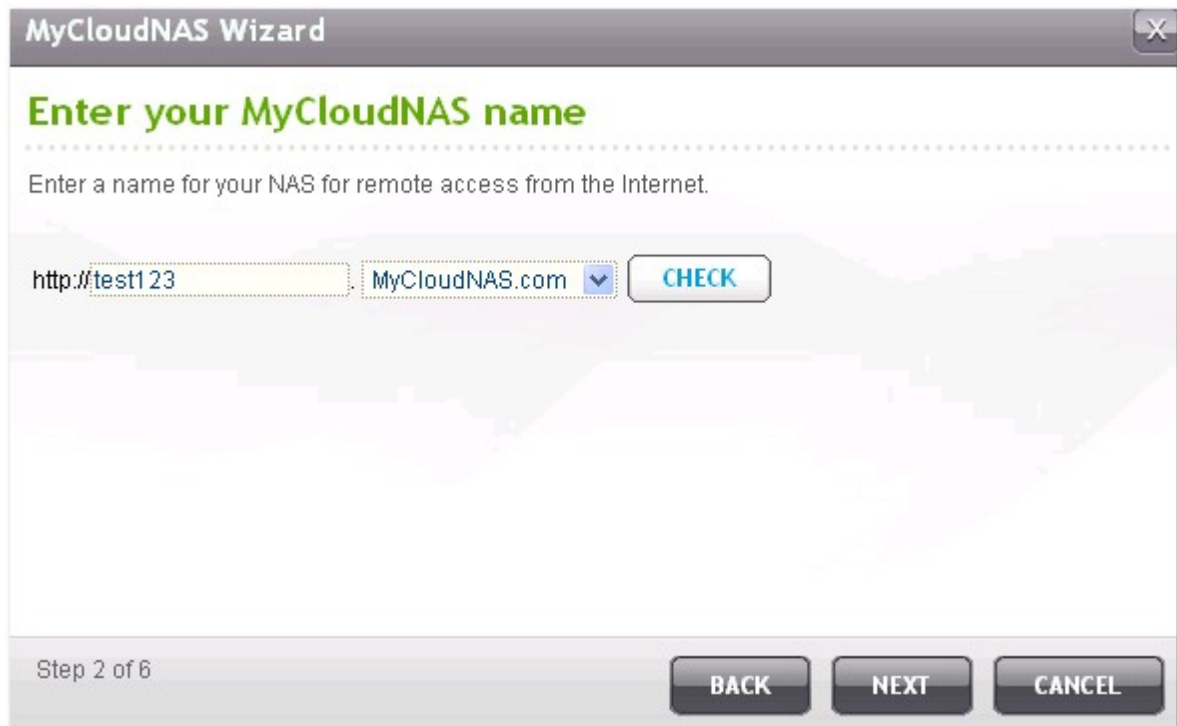 MyCloudNAS Wizard
X
Enter your MyCloudNAS name
Enter a name for your NAS for remote access from the Internet.
http://test123 . MyCloudNAS.com CHECK
Step 2 of 6 BACK NEXT CANCEL